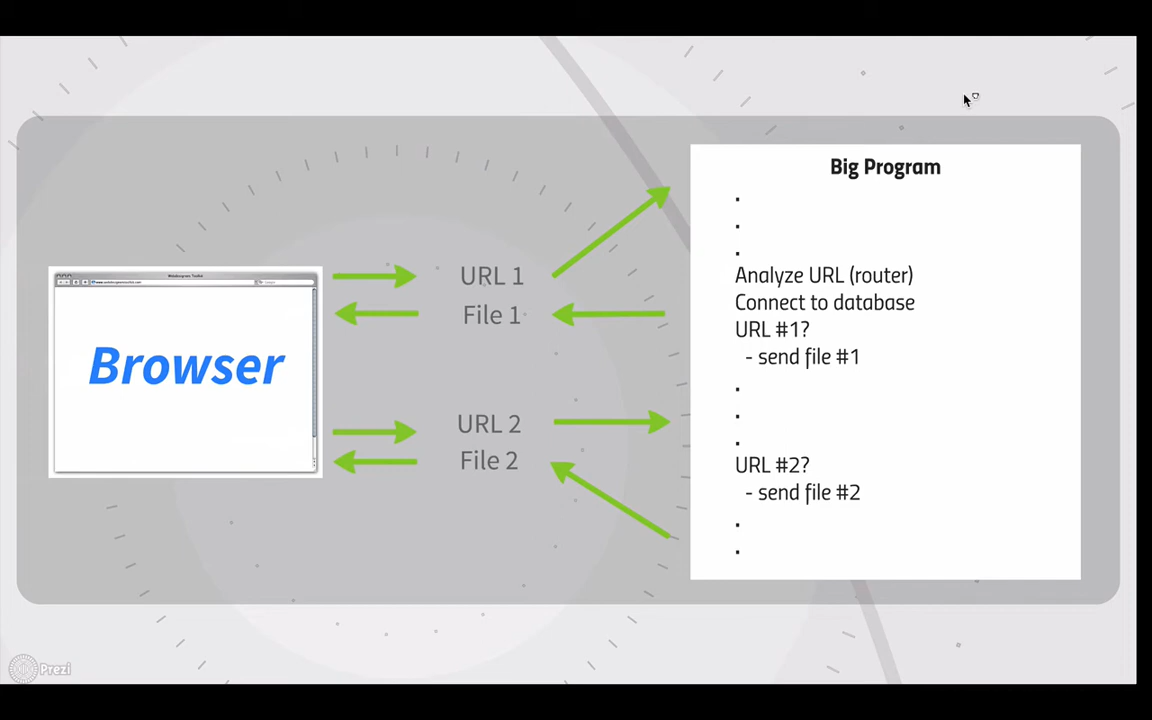 Big Program
.
.
.
Analyze URL (router)
Connect to database
URL #1?
- send file #1
.
.
.
URL #2?
- send file #2
.
.
URL 1
File 1
URL 2
File 2
Browser
Prezi